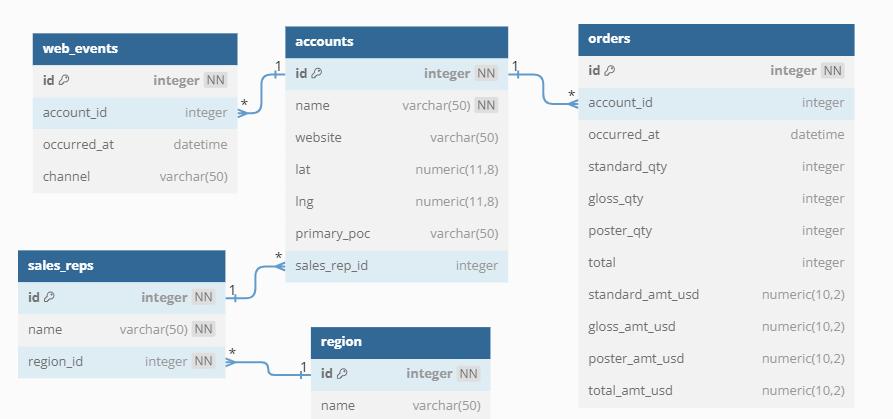 web_events
id integer NN
account_id integer
occurred_at datetime
channel varchar(50)
accounts
id integer NN
name varchar(50) NN
website varchar(50)
lat numeric(11,8)
lng numeric(11,8)
primary_poc varchar(50)
sales_rep_id integer
orders
id integer NN
account_id integer
occurred_at datetime
standard_qty integer
gloss_qty integer
poster_qty integer
total integer
standard_amt_usd numeric(10,2)
gloss_amt_usd numeric(10,2)
poster_amt_usd numeric(10,2)
total_amt_usd numeric(10,2)
sales_reps
id integer NN
name varchar(50) NN
region_id integer NN
region
id integer NN
name varchar(50)
* 1
1 *
1 *
* 1